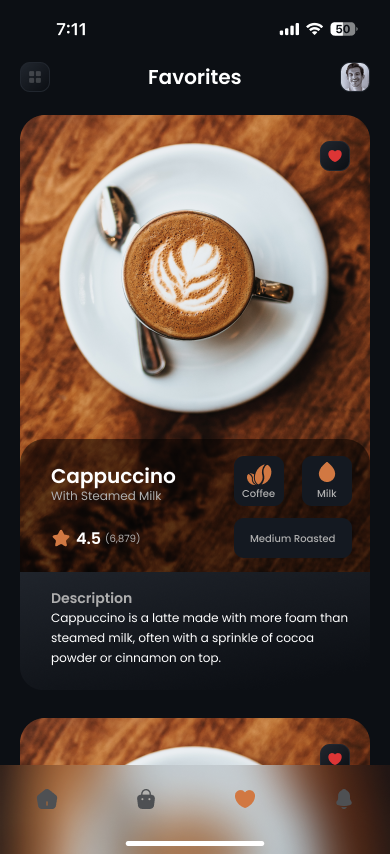 7:11
50
Favorites
Cappuccino
With Steamed Milk
Coffee
Milk
4.5 (6,879)
Medium Roasted
Description
Cappuccino is a latte made with more foam than
steamed milk, often with a sprinkle of cocoa
powder or cinnamon on top.